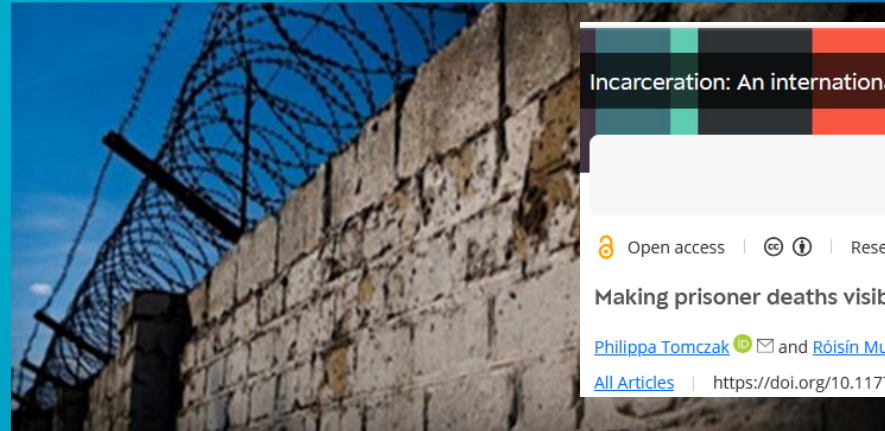 Incarceration: An internationa
Open access | Rese
Making prisoner deaths visib
Philippa Tomczak and Róisín Mu
All Articles | https://doi.org/10.117